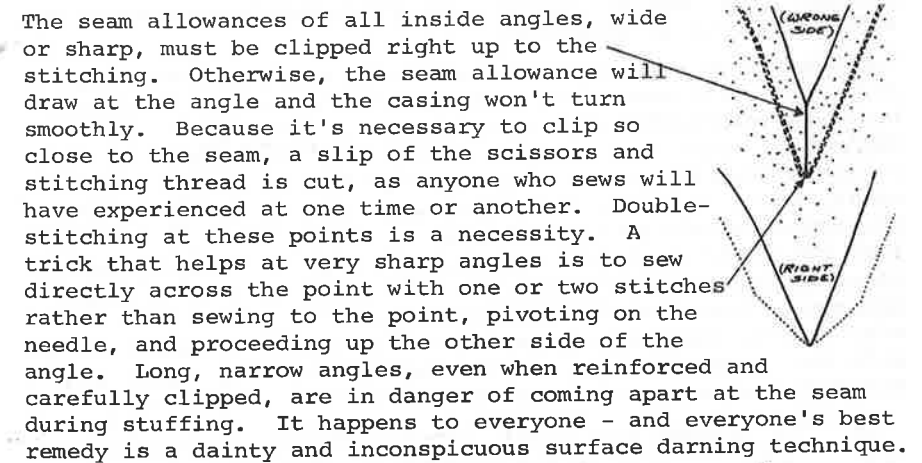 The seam allowances of all inside angles, wide
or sharp, must be clipped right up to the
stitching.  Otherwise, the seam allowance will
draw at the angle and the casing won't turn
smoothly.  Because it's necessary to clip so
close to the seam, a slip of the scissors and
stitching thread is cut, as anyone who sews will
have experienced at one time or another.  Double-
stitching at these points is a necessity.  A
trick that helps at very sharp angles is to sew
directly across the point with one or two stitches
rather than sewing to the point, pivoting on the
needle, and proceeding up the other side of the
angle.  Long, narrow angles, even when reinforced and
carefully clipped, are in danger of coming apart at the seam
during stuffing.  It happens to everyone - and everyone's best
remedy is a dainty and inconspicuous surface darning technique.
(WRONG
SIDE)
(RIGHT
SIDE)